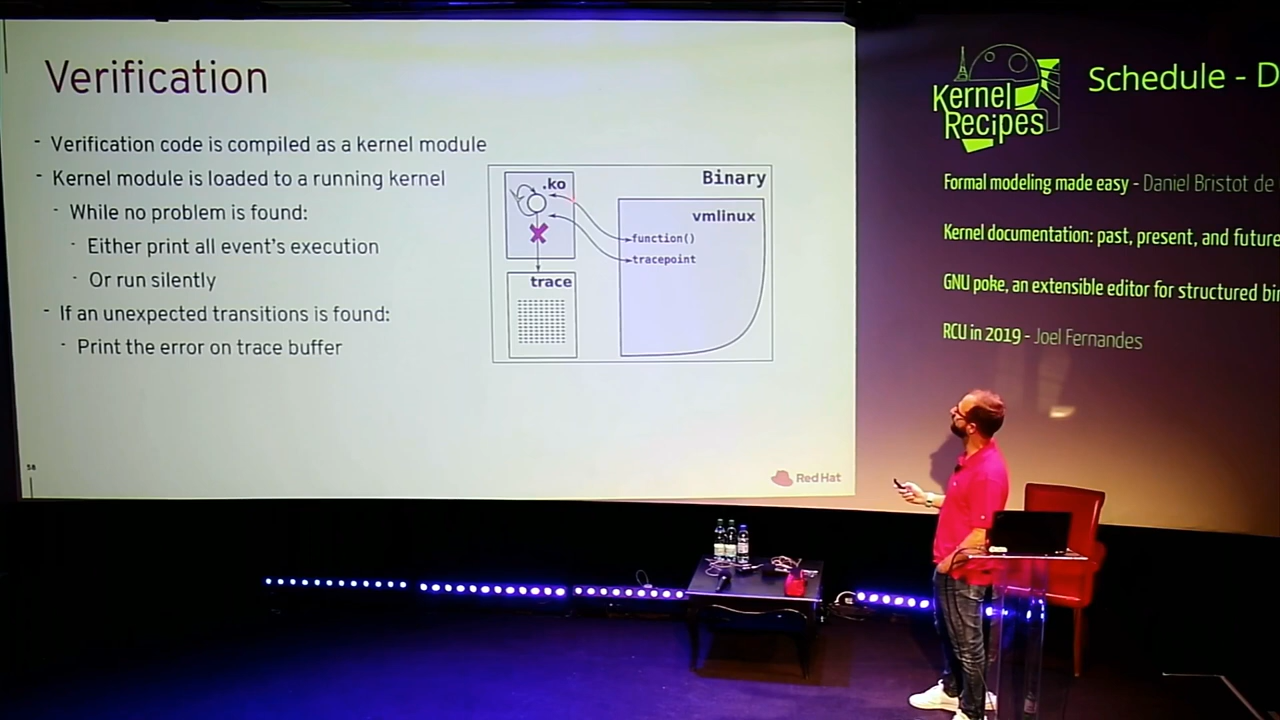 Verification
- Verification code is compiled as a kernel module
- Kernel module is loaded to a running kernel
- While no problem is found:
- Either print all event's execution
- Or run silently
- If an unexpected transitions is found:
- Print the error on trace buffer
Binary
.ko
vmlinux
function()
tracepoint
trace
58
Red Hat
Kernel
Recipes
Schedule - D
Formal modeling made easy - Daniel Bristot de
Kernel documentation: past, present, and future
GNU poke, an extensible editor for structured bi
RCU in 2019 - Joel Fernandes